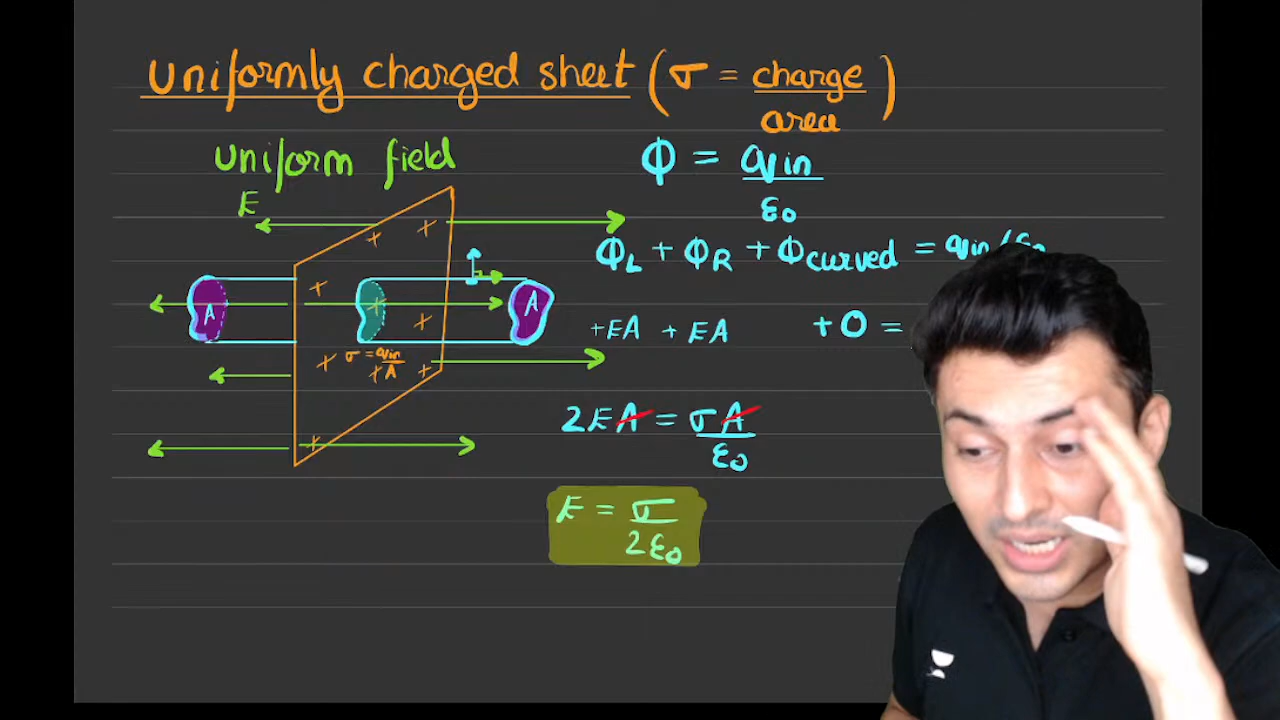 Uniformly charged sheet (σ = charge/area)
uniform field
Φ = qin/ε0
E
ΦL + ΦR + Φcurved = qin/ε0
A
A
+EA + EA + 0 =
σ = qin/A
2EA = σA/ε0
E = σ/2ε0